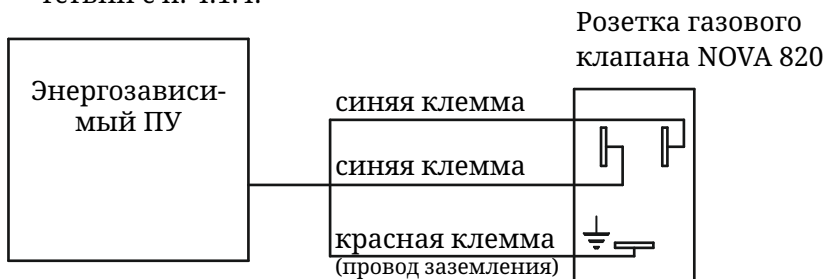 Розетка газового
клапана NOVA 820
Энергозависи-
мый ПУ
синяя клемма
синяя клемма
красная клемма
(провод заземления)